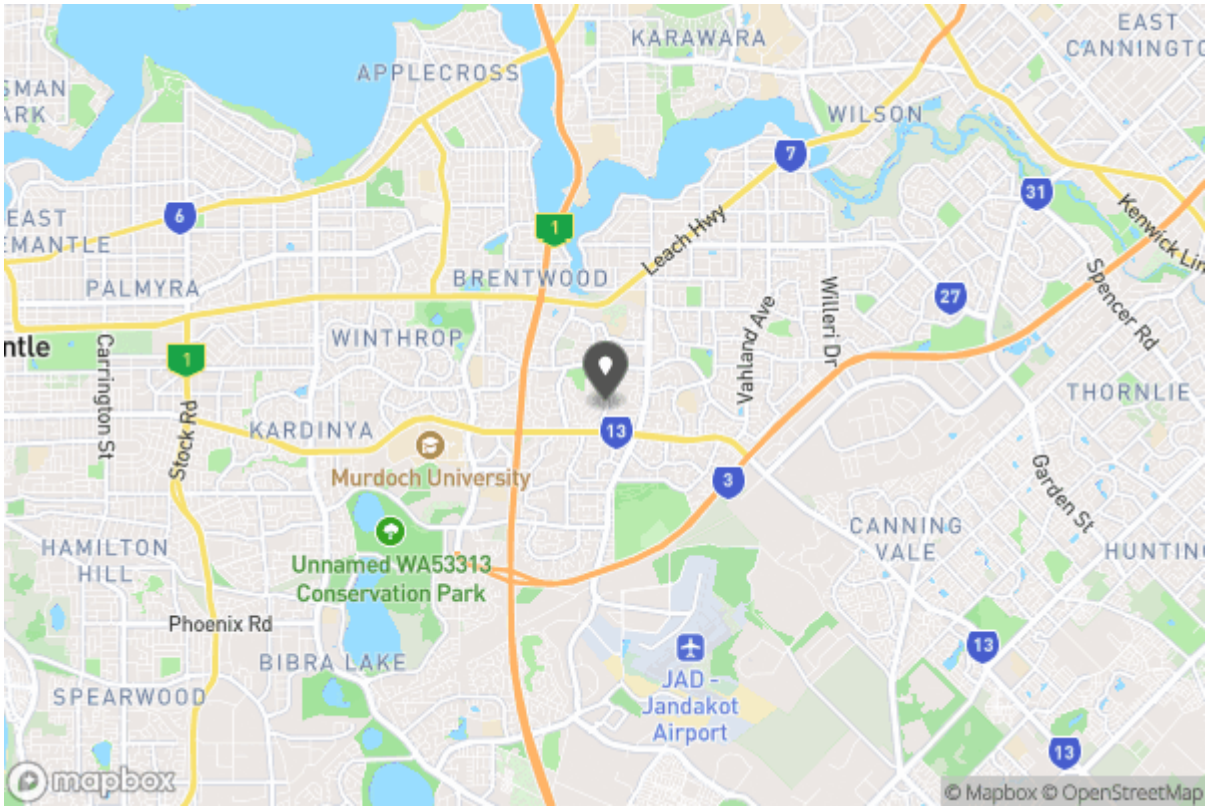 EAST
CANNINGTO
KARAWARA
APPLECROSS
SMAN
ARK
WILSON
7
31
6
EAST
EMANTLE
1
Leach Hwy
Kenwick Lin
BRENTWOOD
PALMYRA
27
Spencer Rd
Willeri Dr
Vahland Ave
WINTHROP
ntle
1
Carrington St
THORNLIE
Stock Rd
KARDINYA
13
Murdoch University
3
Garden St
CANNING
VALE
HAMILTON
HILL
HUNTING
Unnamed WA53313
Conservation Park
Phoenix Rd
13
BIBRA LAKE
JAD -
Jandakot
Airport
SPEARWOOD
13
mapbox
© Mapbox © OpenStreetMap